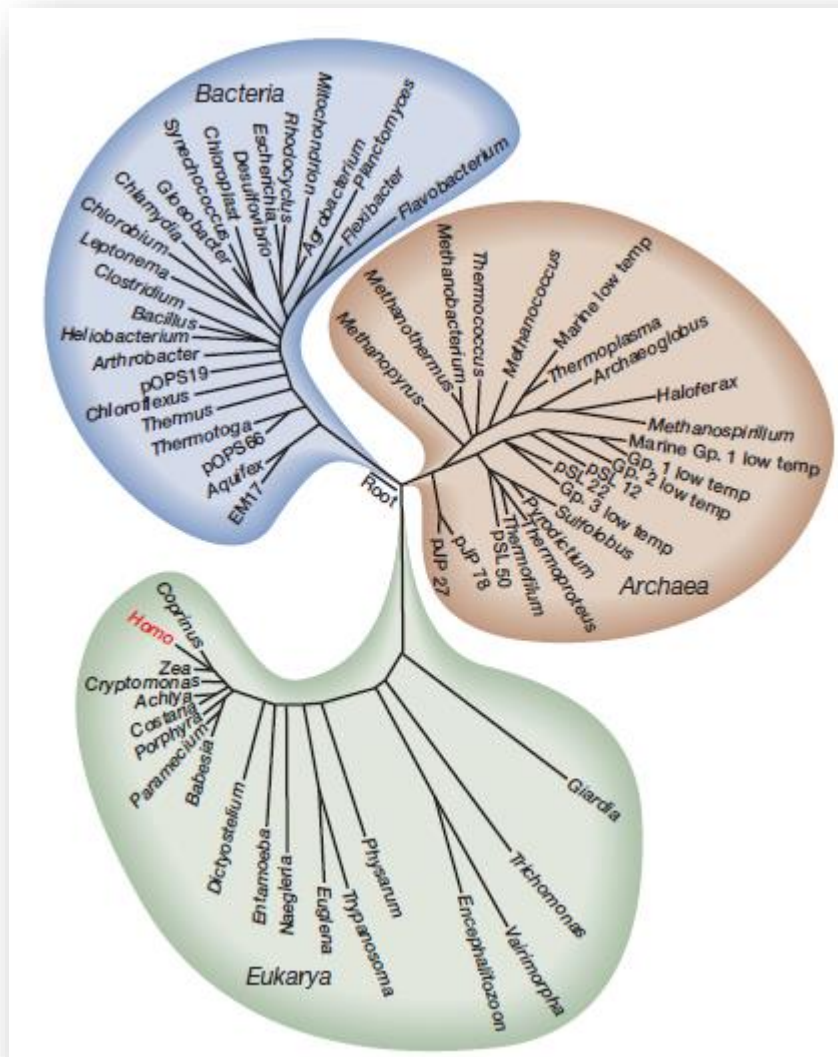 Bacteria
Mitochondrion
Planctomyces
Rhodocyclus
Escherichia
Desulfovibrio
Agrobacterium
Flexibacter
Flavobacterium
Synechococcus
Chloroplast
Gloeobacter
Chlamydia
Chlorobium
Leptonema
Clostridium
Bacillus
Heliobacterium
Arthrobacter
pOPS19
Chloroflexus
Thermus
Thermotoga
pOPS66
Aquifex
EM17
Root
Methanopyrus
Methanothermus
Methanobacterium
Thermococcus
Methanococcus
Marine low temp
Thermoplasma
Archaeoglobus
Haloferax
Methanospirillum
Marine Gp. 1 low temp
Gp. 1 low temp
Gp. 2 low temp
pSL 12
pSL 22
Gp. 3 low temp
Sulfolobus
Pyrodictium
Thermoproteus
Thermofilum
pSL 50
pJP 78
pJP 27
Archaea
Coprinus
Homo
Zea
Cryptomonas
Achlya
Costaria
Porphyra
Paramecium
Babesia
Dictyostelium
Entamoeba
Naegleria
Euglena
Trypanosoma
Physarum
Encephalitozoon
Vairimorpha
Trichomonas
Giardia
Eukarya